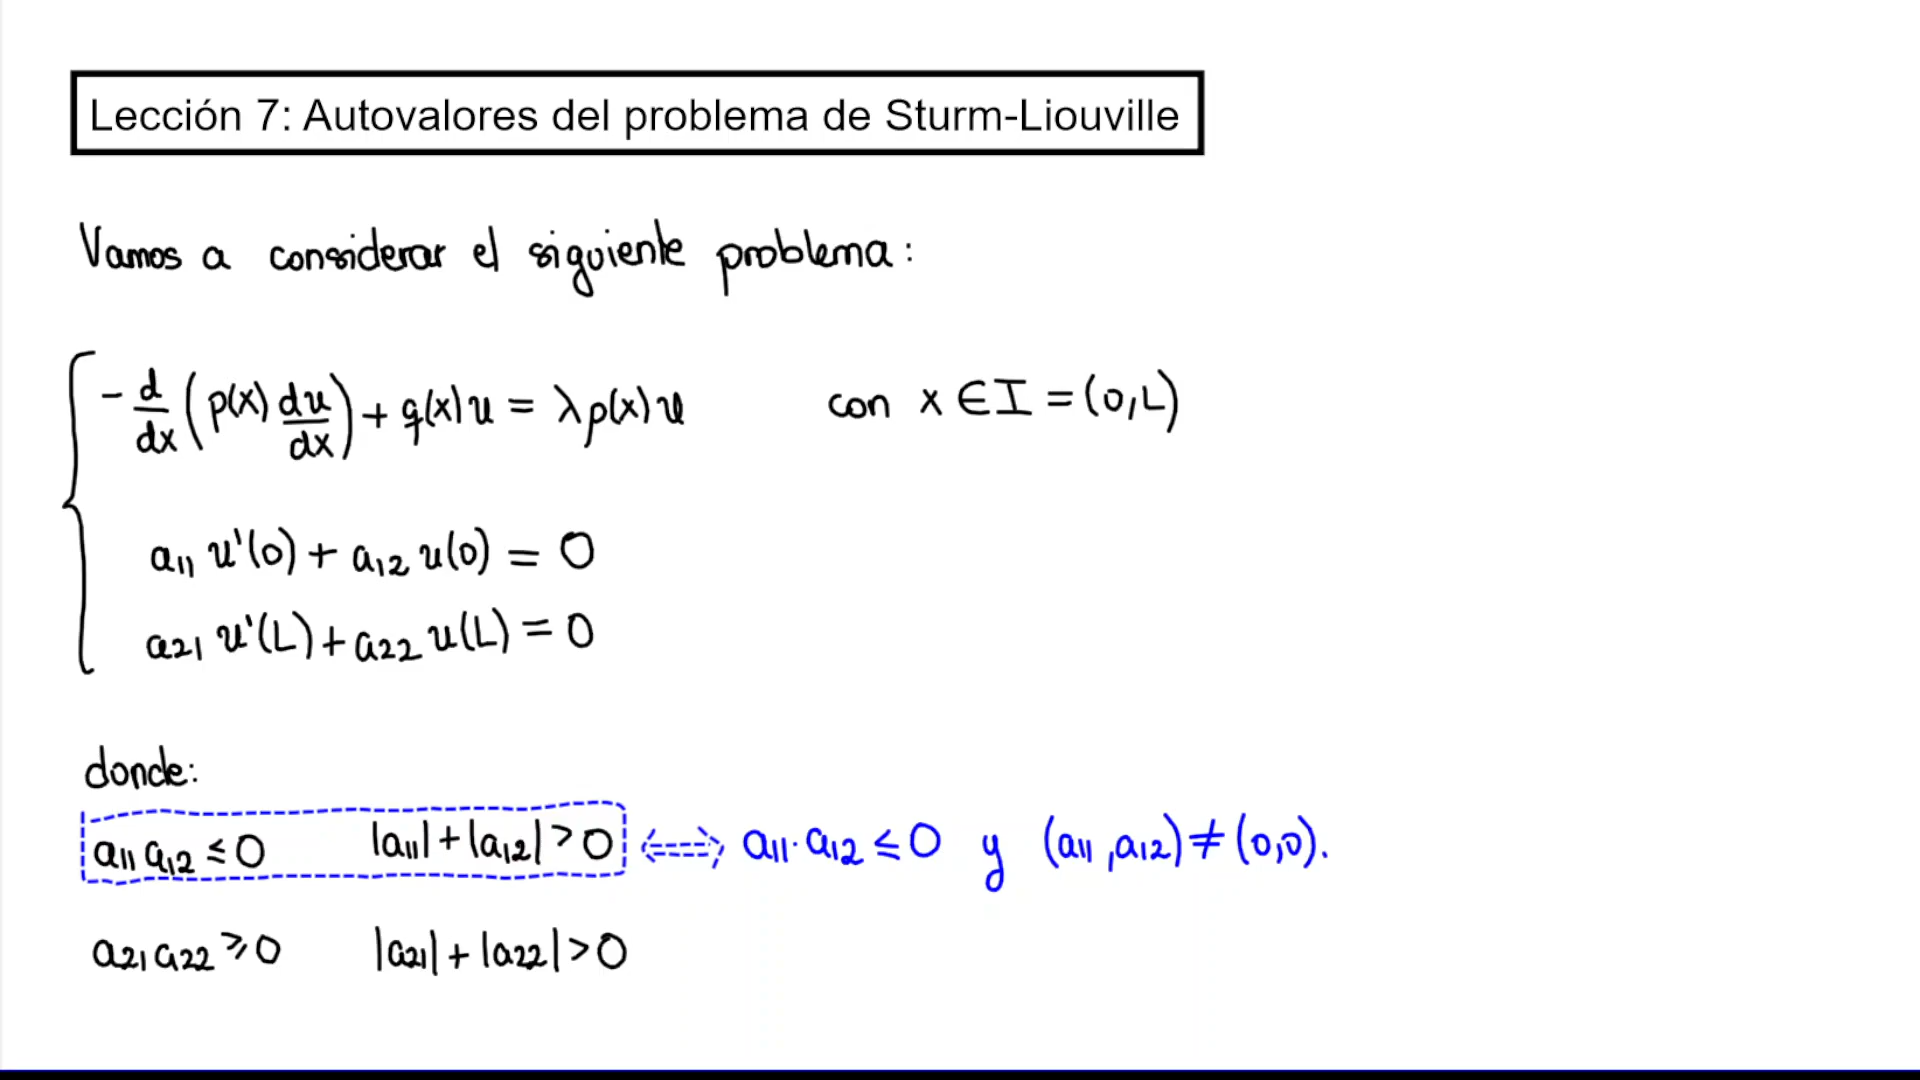 Lección 7: Autovalores del problema de Sturm-Liouville
Vamos a considerar el siguiente problema:
- d/dx (p(x) du/dx) + q(x) u = λ ρ(x) u con x ∈ I = (0,L)
a₁₁ u'(0) + a₁₂ u(0) = 0
a₂₁ u'(L) + a₂₂ u(L) = 0
donde:
a₁₁ a₁₂ ≤ 0 |a₁₁| + |a₁₂| > 0 ⟺ a₁₁ · a₁₂ ≤ 0 y (a₁₁, a₁₂) ≠ (0,0).
a₂₁ a₂₂ ≥ 0 |a₂₁| + |a₂₂| > 0